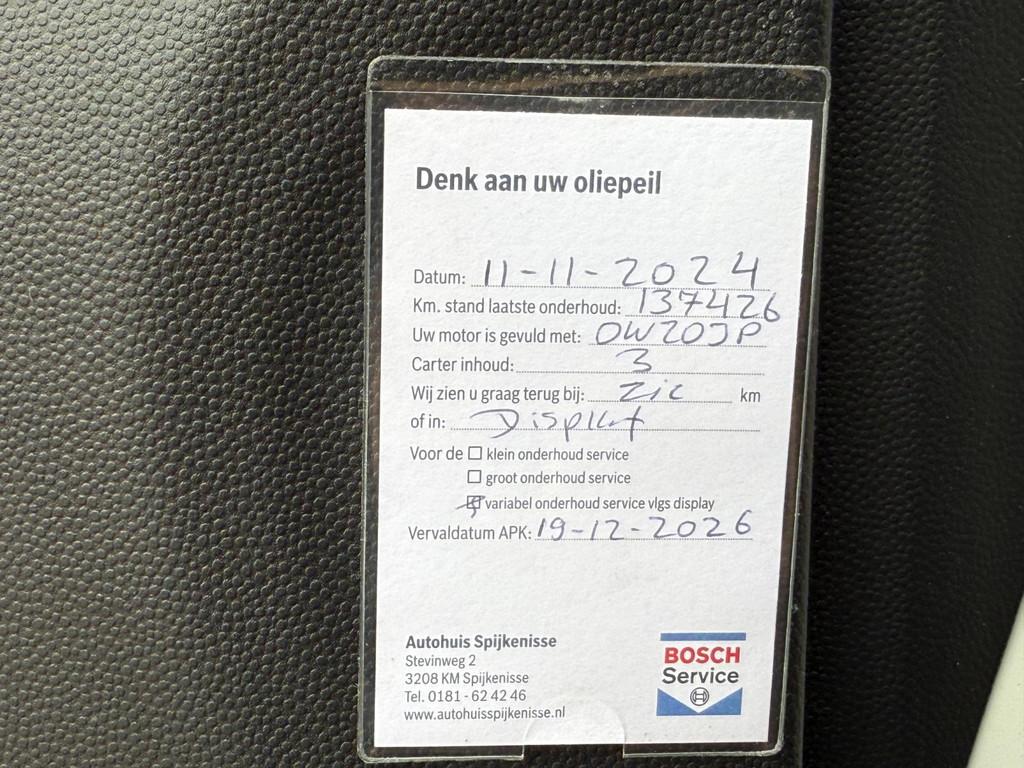 Denk aan uw oliepeil
Datum: 11-11-2024
Km. stand laatste onderhoud: 137426
Uw motor is gevuld met: 0W20JP
Carter inhoud: 3
Wij zien u graag terug bij: zie km
of in: Display
Voor de ☐ klein onderhoud service
☐ groot onderhoud service
☑ variabel onderhoud service vlgs display
Vervaldatum APK: 19-12-2026
Autohuis Spijkenisse
Stevinweg 2
3208 KM Spijkenisse
Tel. 0181 - 62 42 46
www.autohuisspijkenisse.nl
BOSCH
Service